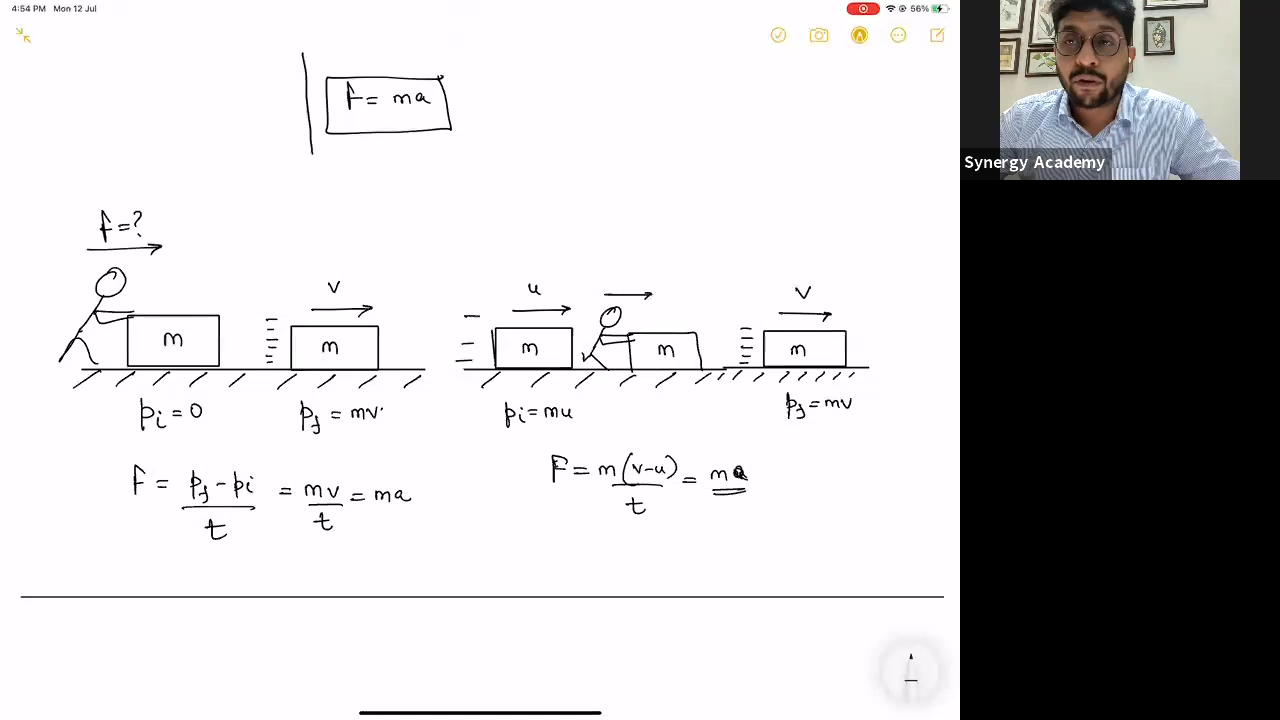 4:54 PM Mon 12 Jul
56%
Synergy Academy
F = ma
F = ?
m
v
m
u
m
m
v
m
pi = 0
pf = mv
pi = mu
pf = mv
F = pf - pi / t = mv / t = ma
F = m(v-u) / t = ma